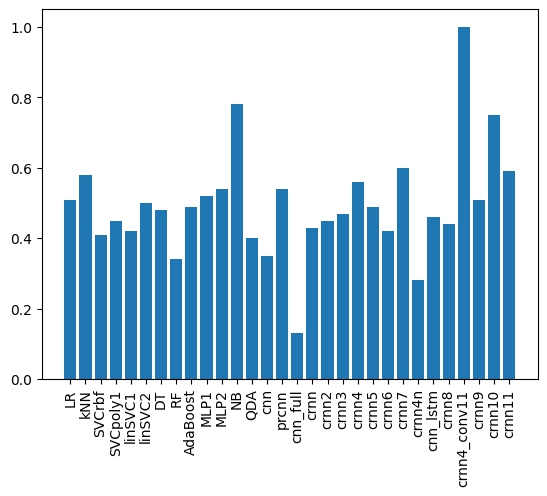 1.0
0.8
0.6
0.4
0.2
0.0
LR
kNN
SVCrbf
SVCpoly1
linSVC1
linSVC2
DT
RF
AdaBoost
MLP1
MLP2
NB
QDA
cnn
prcnn
cnn_full
crnn
crnn2
crnn3
crnn4
crnn5
crnn6
crnn7
crnn4n
cnn_lstm
crnn8
crnn4_conv11
crnn9
crnn10
crnn11